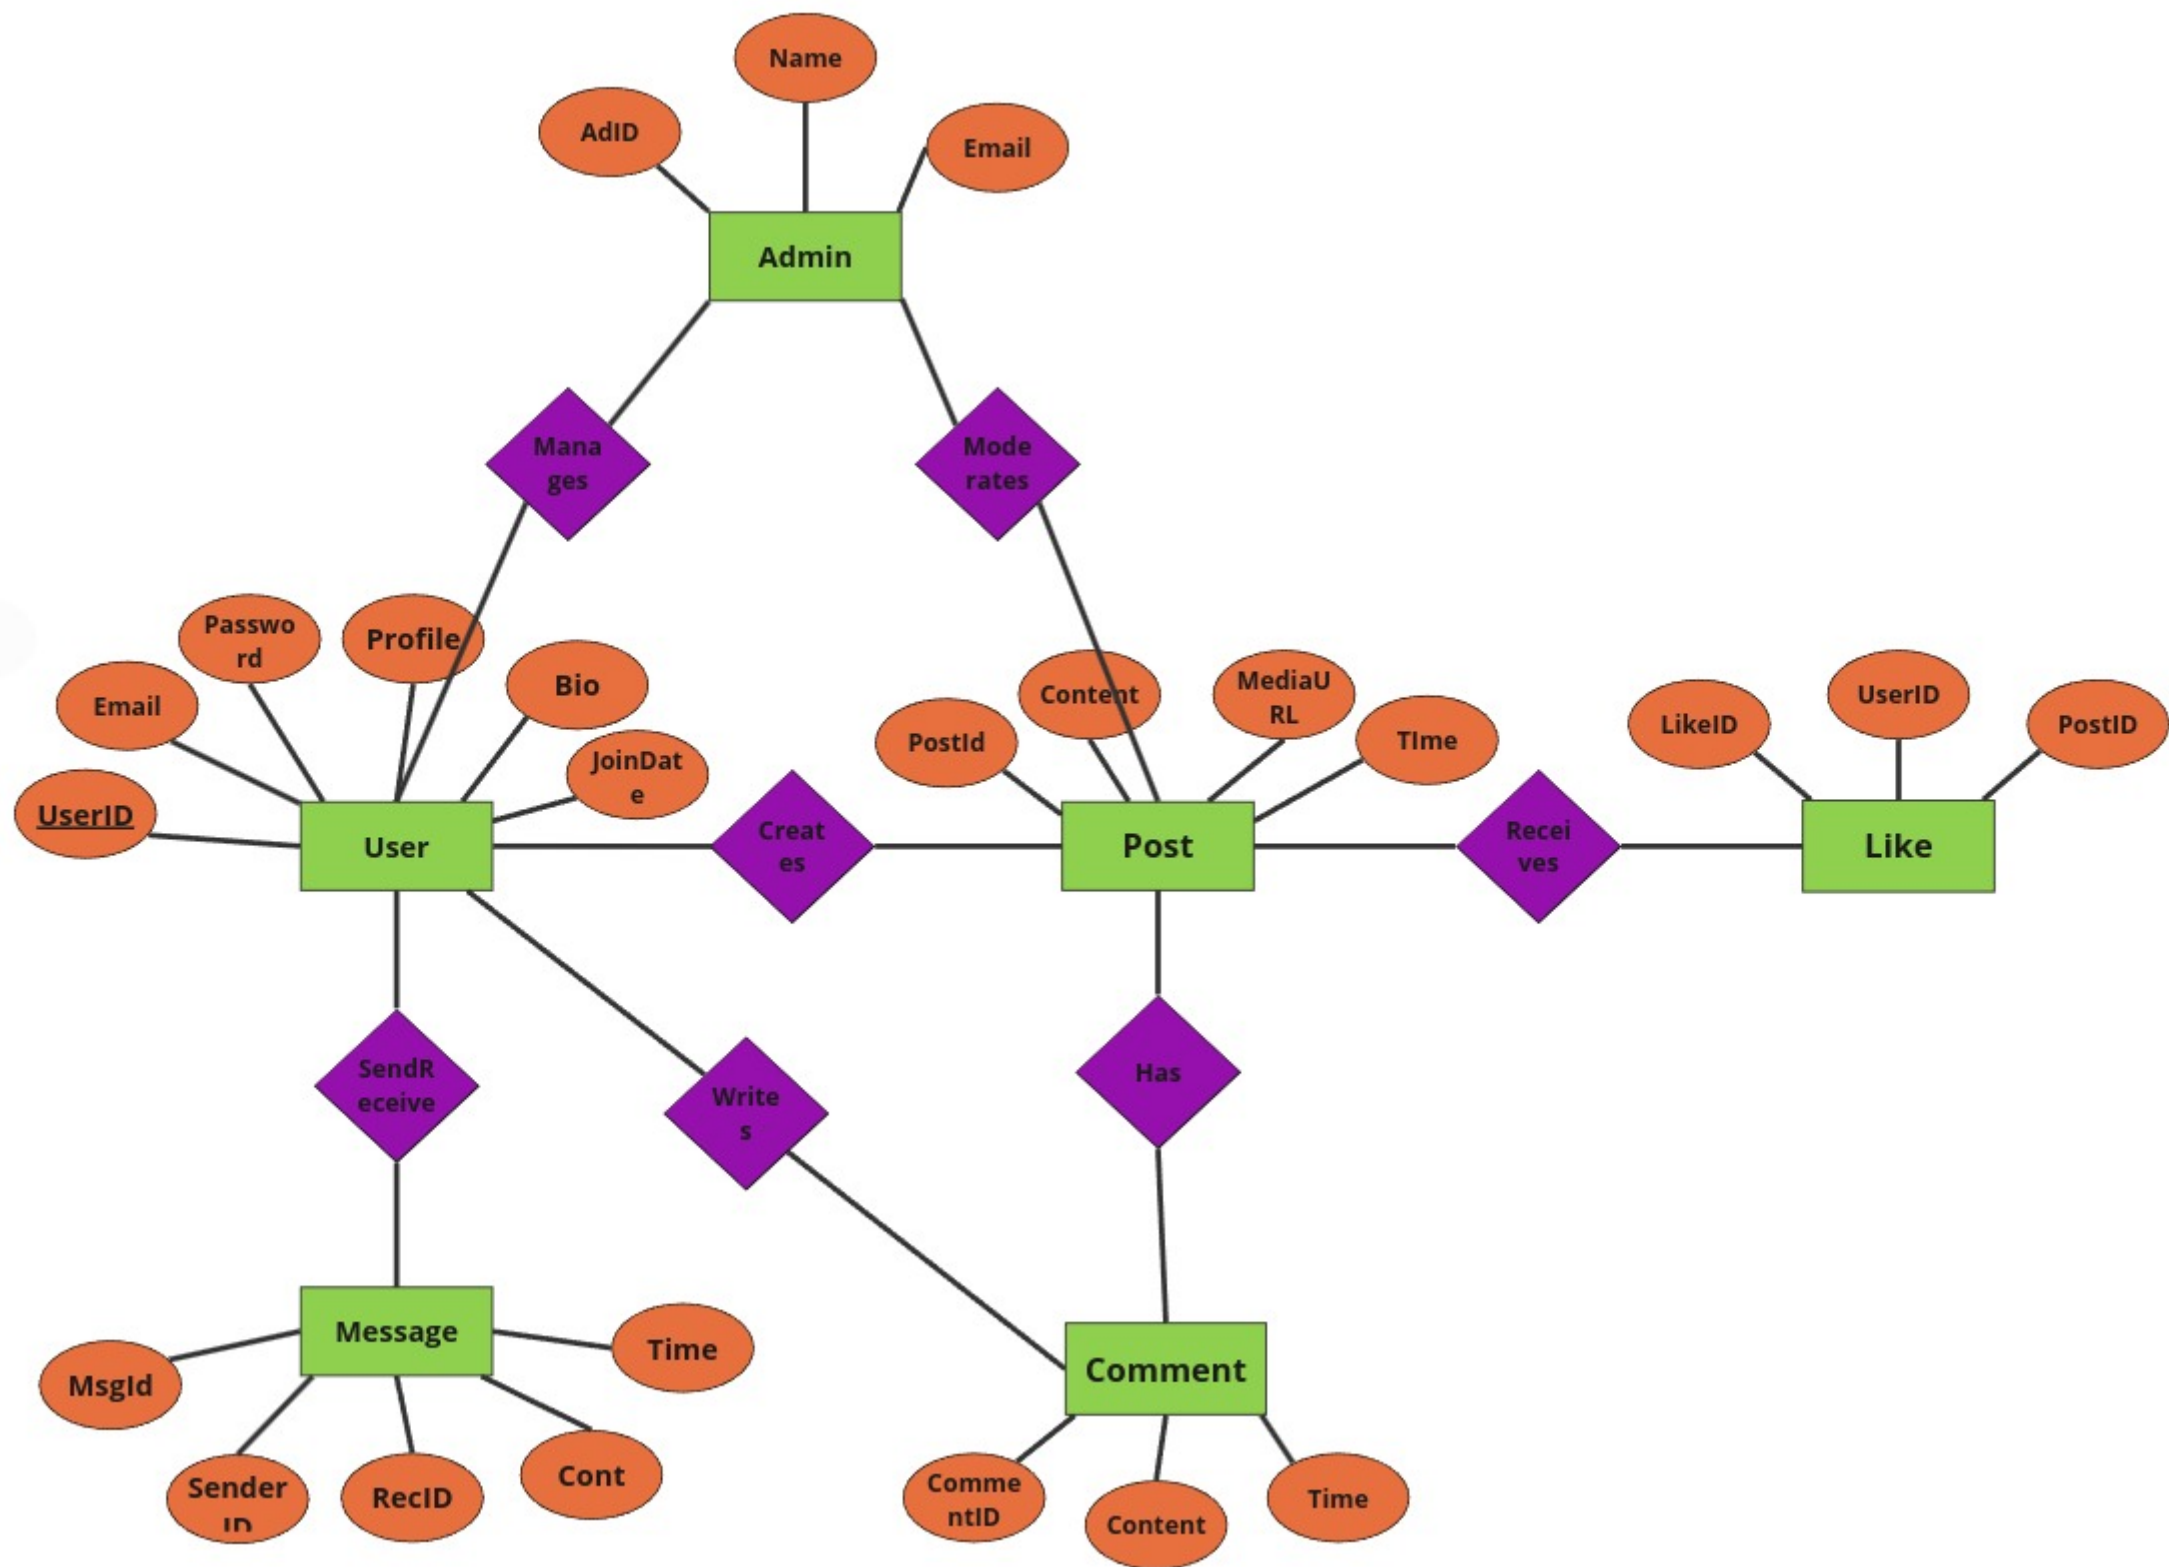 Name
AdID
Email
Admin
Mana
ges
Mode
rates
Passwo
rd
Profile
Email
Bio
UserID
JoinDat
e
User
Creat
es
PostId
Content
MediaU
RL
TIme
Post
Recei
ves
LikeID
UserID
PostID
Like
SendR
eceive
Write
s
Has
Message
MsgId
Sender
ID
RecID
Cont
Time
Comment
Comme
ntID
Content
Time